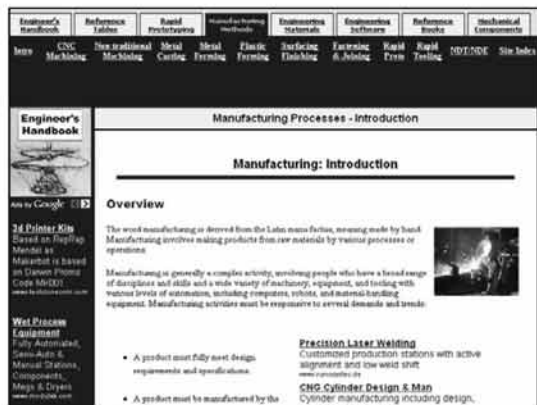 Engineer's Handbook
Reference Tables
Rapid Prototyping
Manufacturing Methods
Engineering Materials
Engineering Software
Reference Books
Mechanical Components
Intro
CNC Machining
Non traditional Machining
Metal Casting
Metal Forming
Plastic Forming
Surfacing Finishing
Fastening & Joining
Rapid Proto
Rapid Tooling
NDT/NDE
Site Index
Engineer's
Handbook
Manufacturing Processes - Introduction
Manufacturing: Introduction
Ads by Google
3d Printer Kits
Based on RepRap
Mendel as
Makerbot is based
on Darwin Promo
Code
Wet Process
Equipment
Fully Automated,
Semi-Auto &
Manual Stations,
Components,
Megs & Dryers
Overview
The word manufacturing is derived from the Latin manu factus, meaning made by hand.
Manufacturing involves making products from raw materials by various processes or
operations.
Manufacturing is generally a complex activity, involving people who have a broad range
of disciplines and skills and a wide variety of machinery, equipment, and tooling with
various levels of automation, including computers, robots, and material-handling
equipment. Manufacturing activities must be responsive to several demands and trends:
• A product must fully meet design
requirements and specifications.
• A product must be manufactured by the
Precision Laser Welding
Customized production stations with active
alignment and low weld shift
CNG Cylinder Design & Man
Cylinder manufacturing including design,